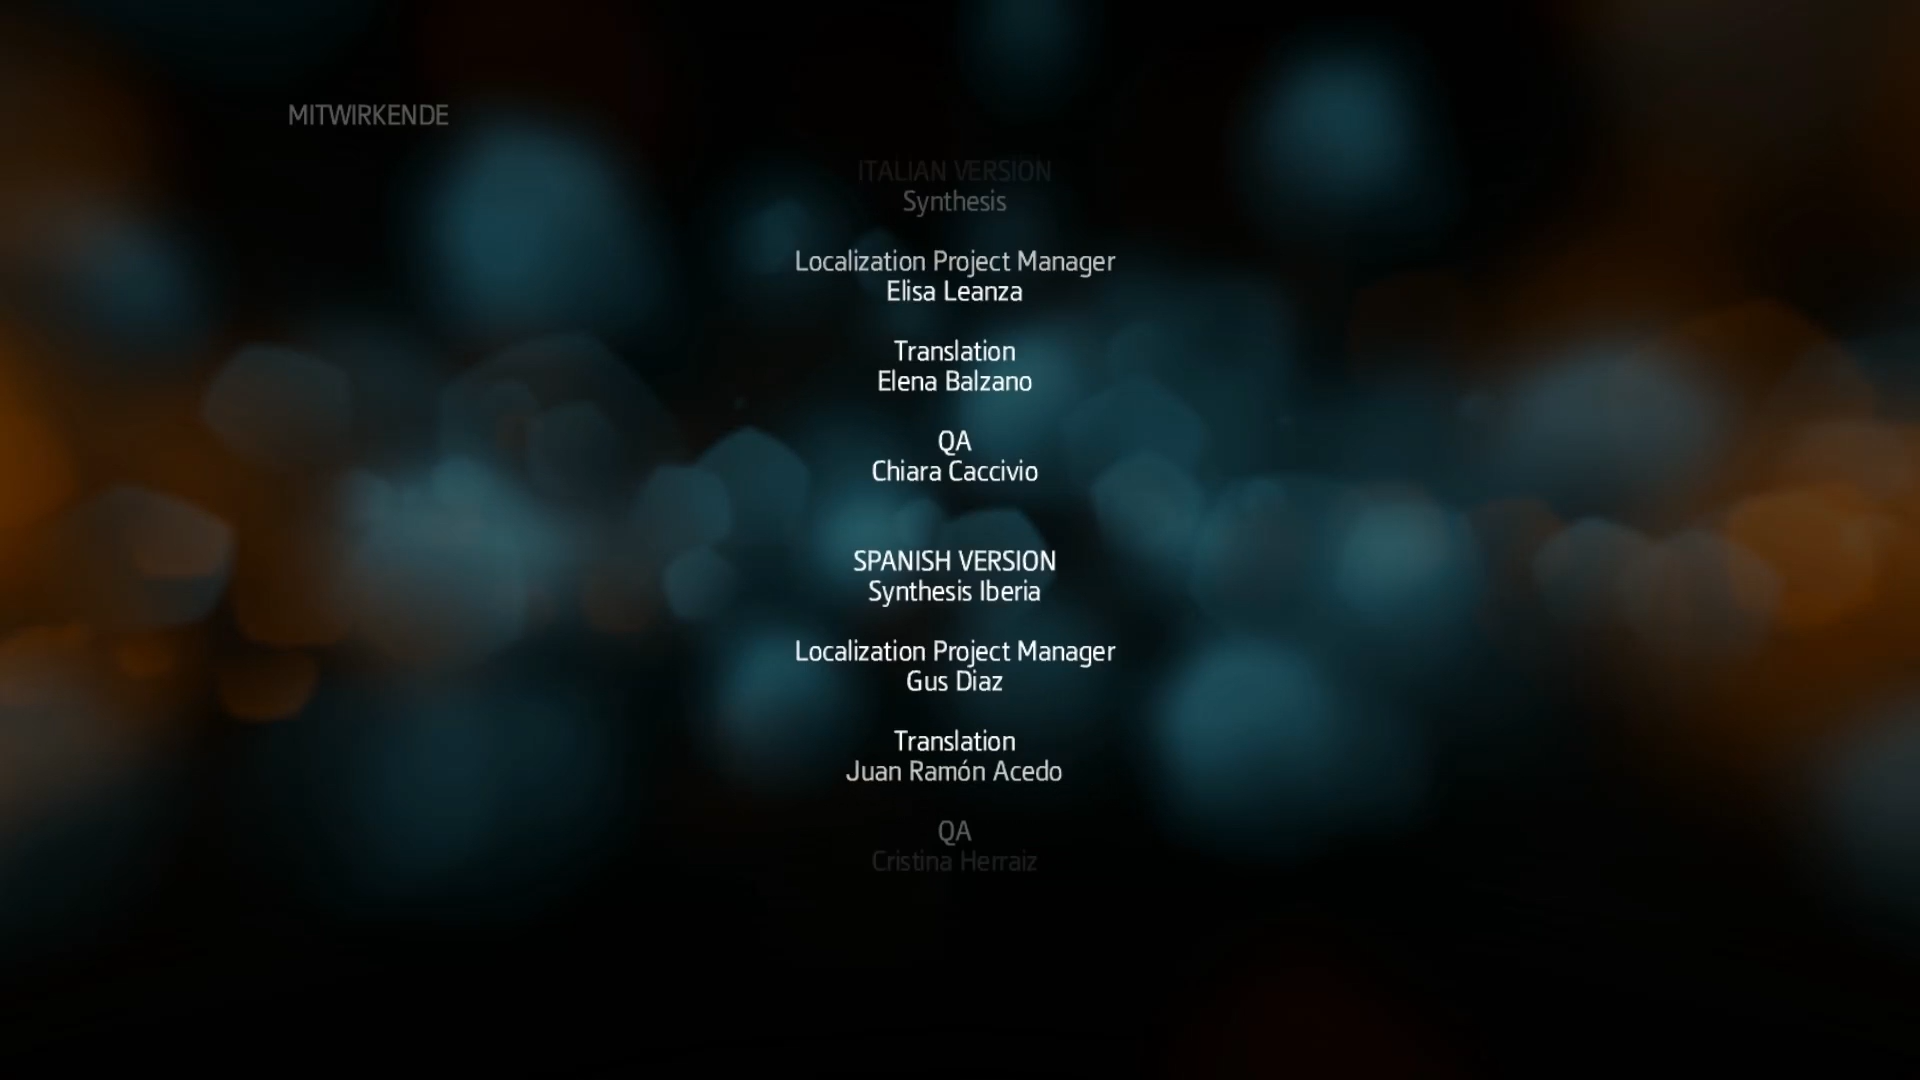 MITWIRKENDE
ITALIAN VERSION
Synthesis
Localization Project Manager
Elisa Leanza
Translation
Elena Balzano
QA
Chiara Caccivio
SPANISH VERSION
Synthesis Iberia
Localization Project Manager
Gus Diaz
Translation
Juan Ramón Acedo
QA
Cristina Herraiz